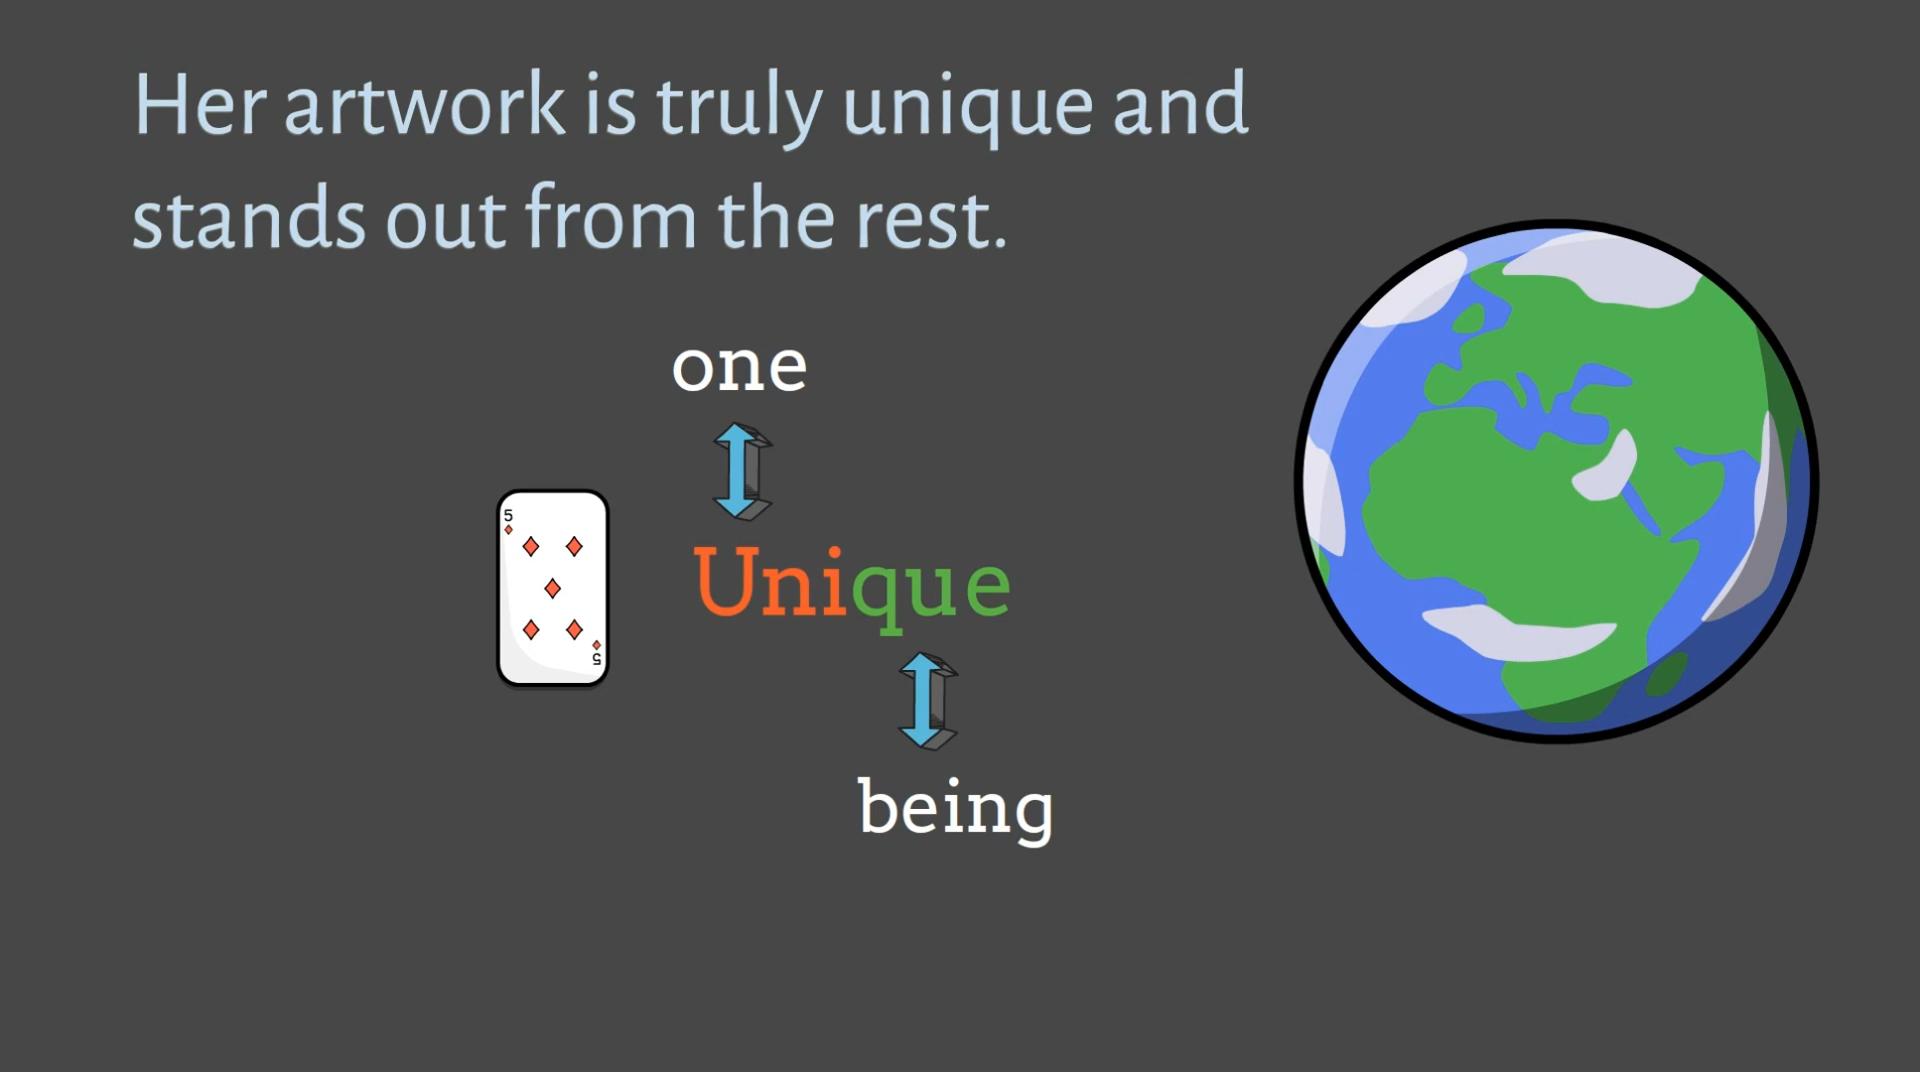 Her artwork is truly unique and
stands out from the rest.
one
5
Unique
5
being